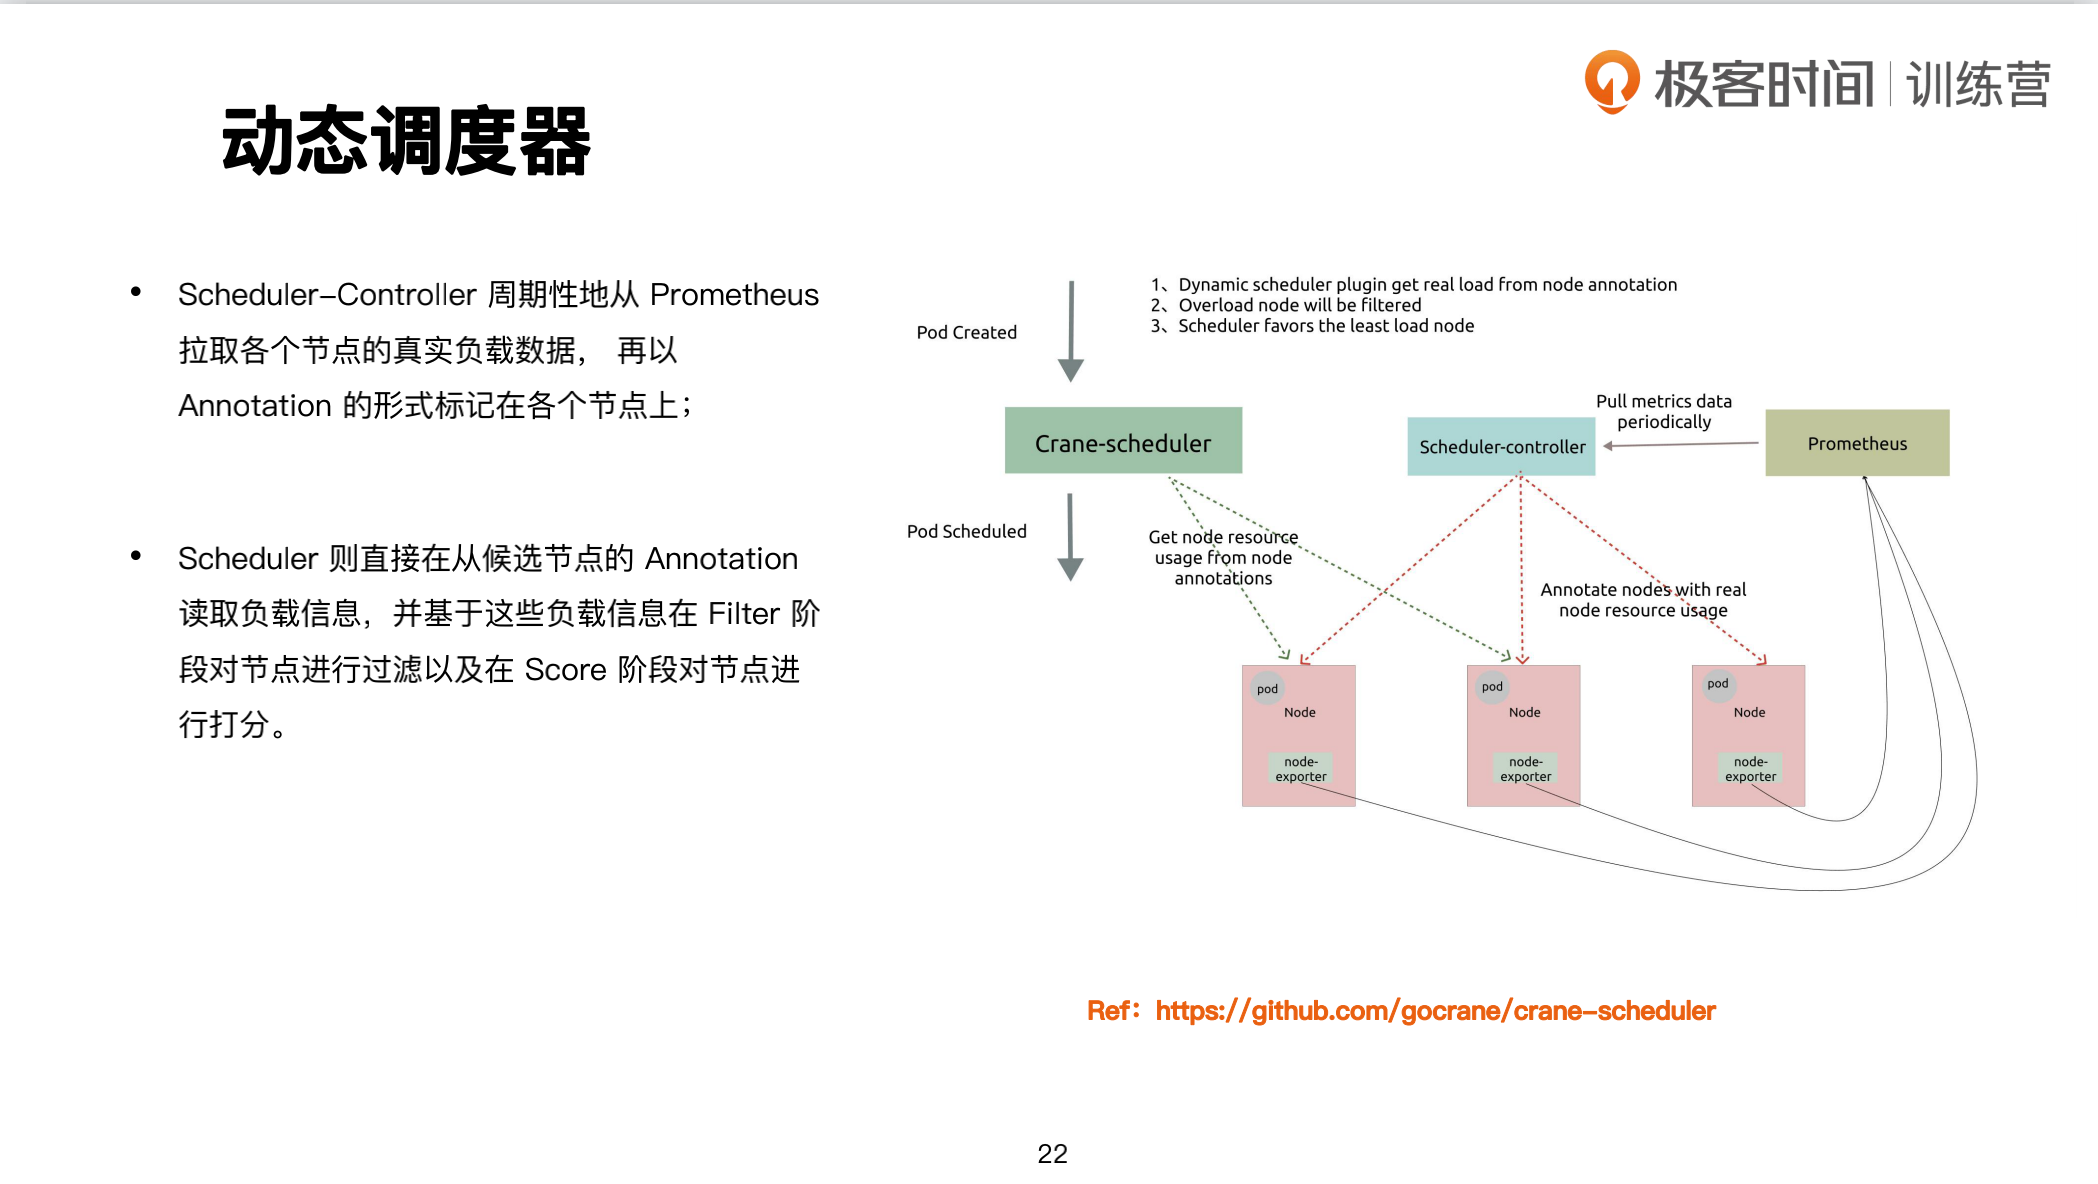 极客时间 | 训练营
动态调度器
• Scheduler-Controller 周期性地从 Prometheus
拉取各个节点的真实负载数据， 再以
Annotation 的形式标记在各个节点上；
• Scheduler 则直接在从候选节点的 Annotation
读取负载信息，并基于这些负载信息在 Filter 阶
段对节点进行过滤以及在 Score 阶段对节点进
行打分。
1、Dynamic scheduler plugin get real load from node annotation
2、Overload node will be filtered
3、Scheduler favors the least load node
Pod Created
Crane-scheduler
Scheduler-controller
Pull metrics data
periodically
Prometheus
Pod Scheduled
Get node resource
usage from node
annotations
Annotate nodes with real
node resource usage
pod
Node
node-
exporter
pod
Node
node-
exporter
pod
Node
node-
exporter
Ref：https://github.com/gocrane/crane-scheduler
22